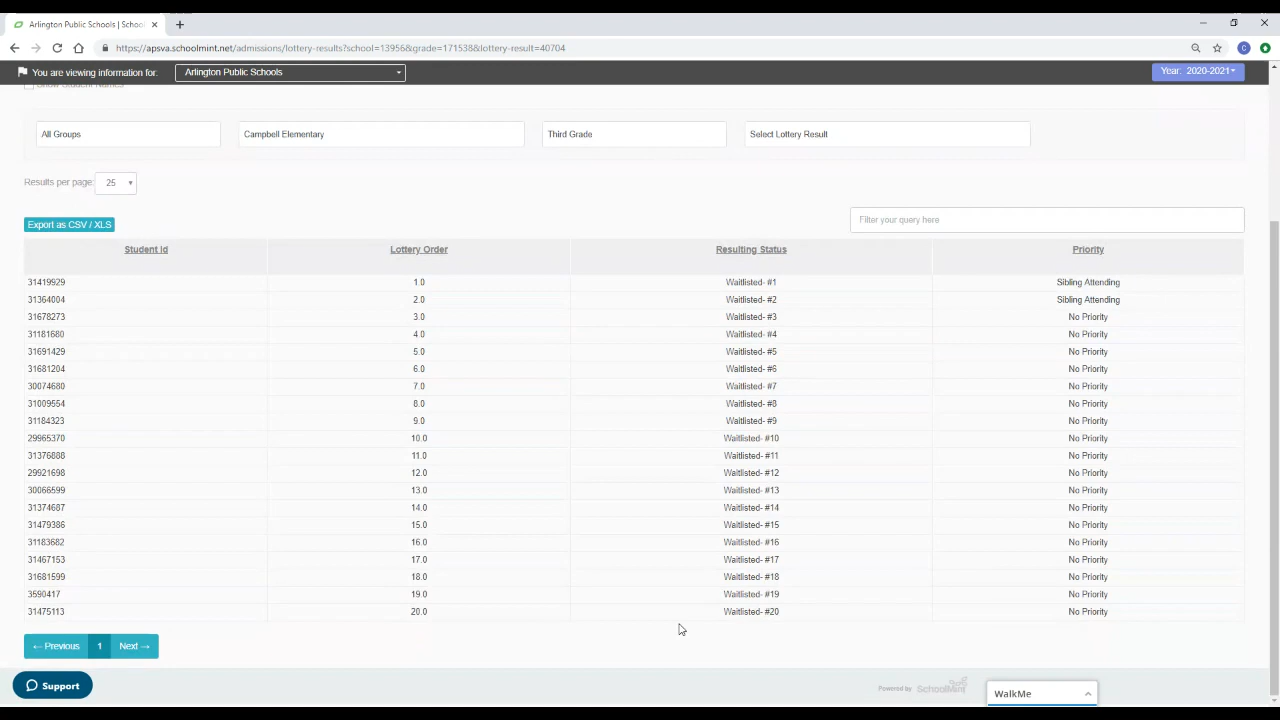 Arlington Public Schools | School
https://apsva.schoolmint.net/admissions/lottery-results?school=13956&grade=171538&lottery-result=40704
C
You are viewing information for: Arlington Public Schools Year: 2020-2021
Show Student Names
All Groups Campbell Elementary Third Grade Select Lottery Result
Results per page: 25
Export as CSV / XLS Filter your query here
Student Id Lottery Order Resulting Status Priority
31419929 1.0 Waitlisted- #1 Sibling Attending
31364004 2.0 Waitlisted- #2 Sibling Attending
31678273 3.0 Waitlisted- #3 No Priority
31181680 4.0 Waitlisted- #4 No Priority
31691429 5.0 Waitlisted- #5 No Priority
31681204 6.0 Waitlisted- #6 No Priority
30074680 7.0 Waitlisted- #7 No Priority
31009554 8.0 Waitlisted- #8 No Priority
31184323 9.0 Waitlisted- #9 No Priority
29965370 10.0 Waitlisted- #10 No Priority
31376888 11.0 Waitlisted- #11 No Priority
29921698 12.0 Waitlisted- #12 No Priority
30066599 13.0 Waitlisted- #13 No Priority
31374687 14.0 Waitlisted- #14 No Priority
31479386 15.0 Waitlisted- #15 No Priority
31183682 16.0 Waitlisted- #16 No Priority
31467153 17.0 Waitlisted- #17 No Priority
31681599 18.0 Waitlisted- #18 No Priority
3590417 19.0 Waitlisted- #19 No Priority
31475113 20.0 Waitlisted- #20 No Priority
← Previous 1 Next →
Support Powered by SchoolMint WalkMe